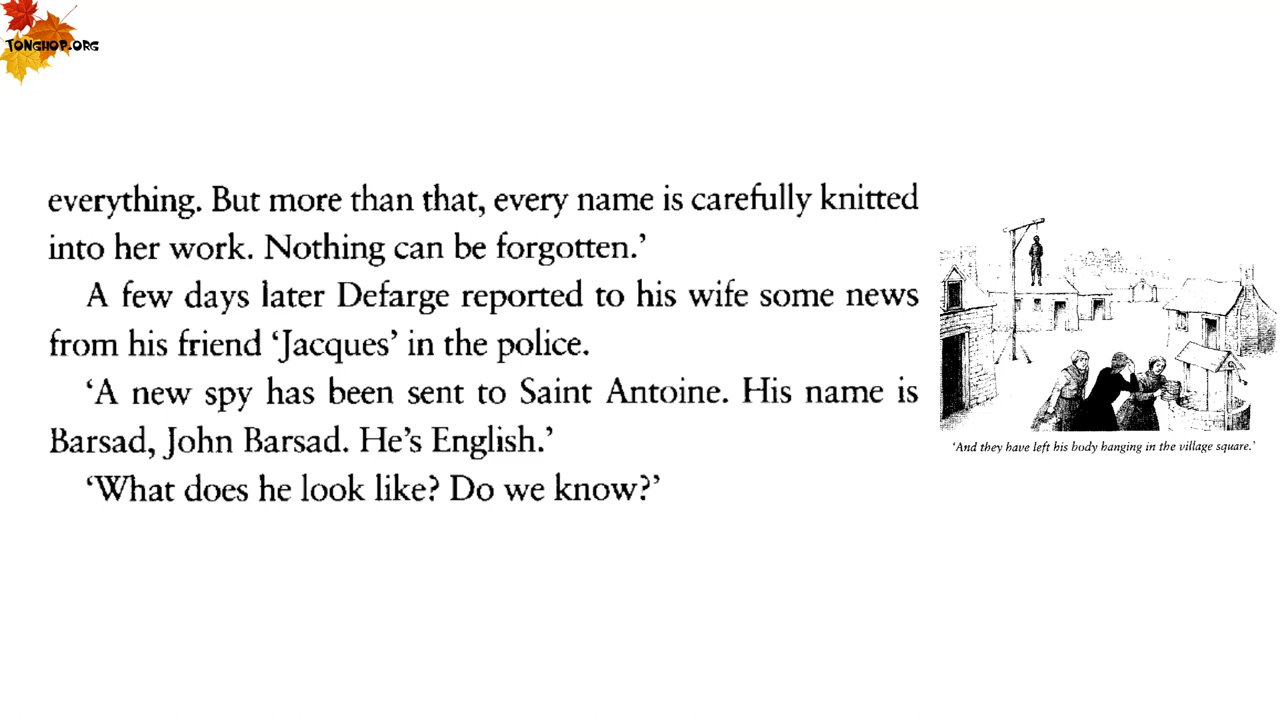 TONGHOP.ORG
everything. But more than that, every name is carefully knitted
into her work. Nothing can be forgotten.’
A few days later Defarge reported to his wife some news
from his friend ‘Jacques’ in the police.
‘A new spy has been sent to Saint Antoine. His name is
Barsad, John Barsad. He’s English.’
‘What does he look like? Do we know?’
‘And they have left his body hanging in the village square.’